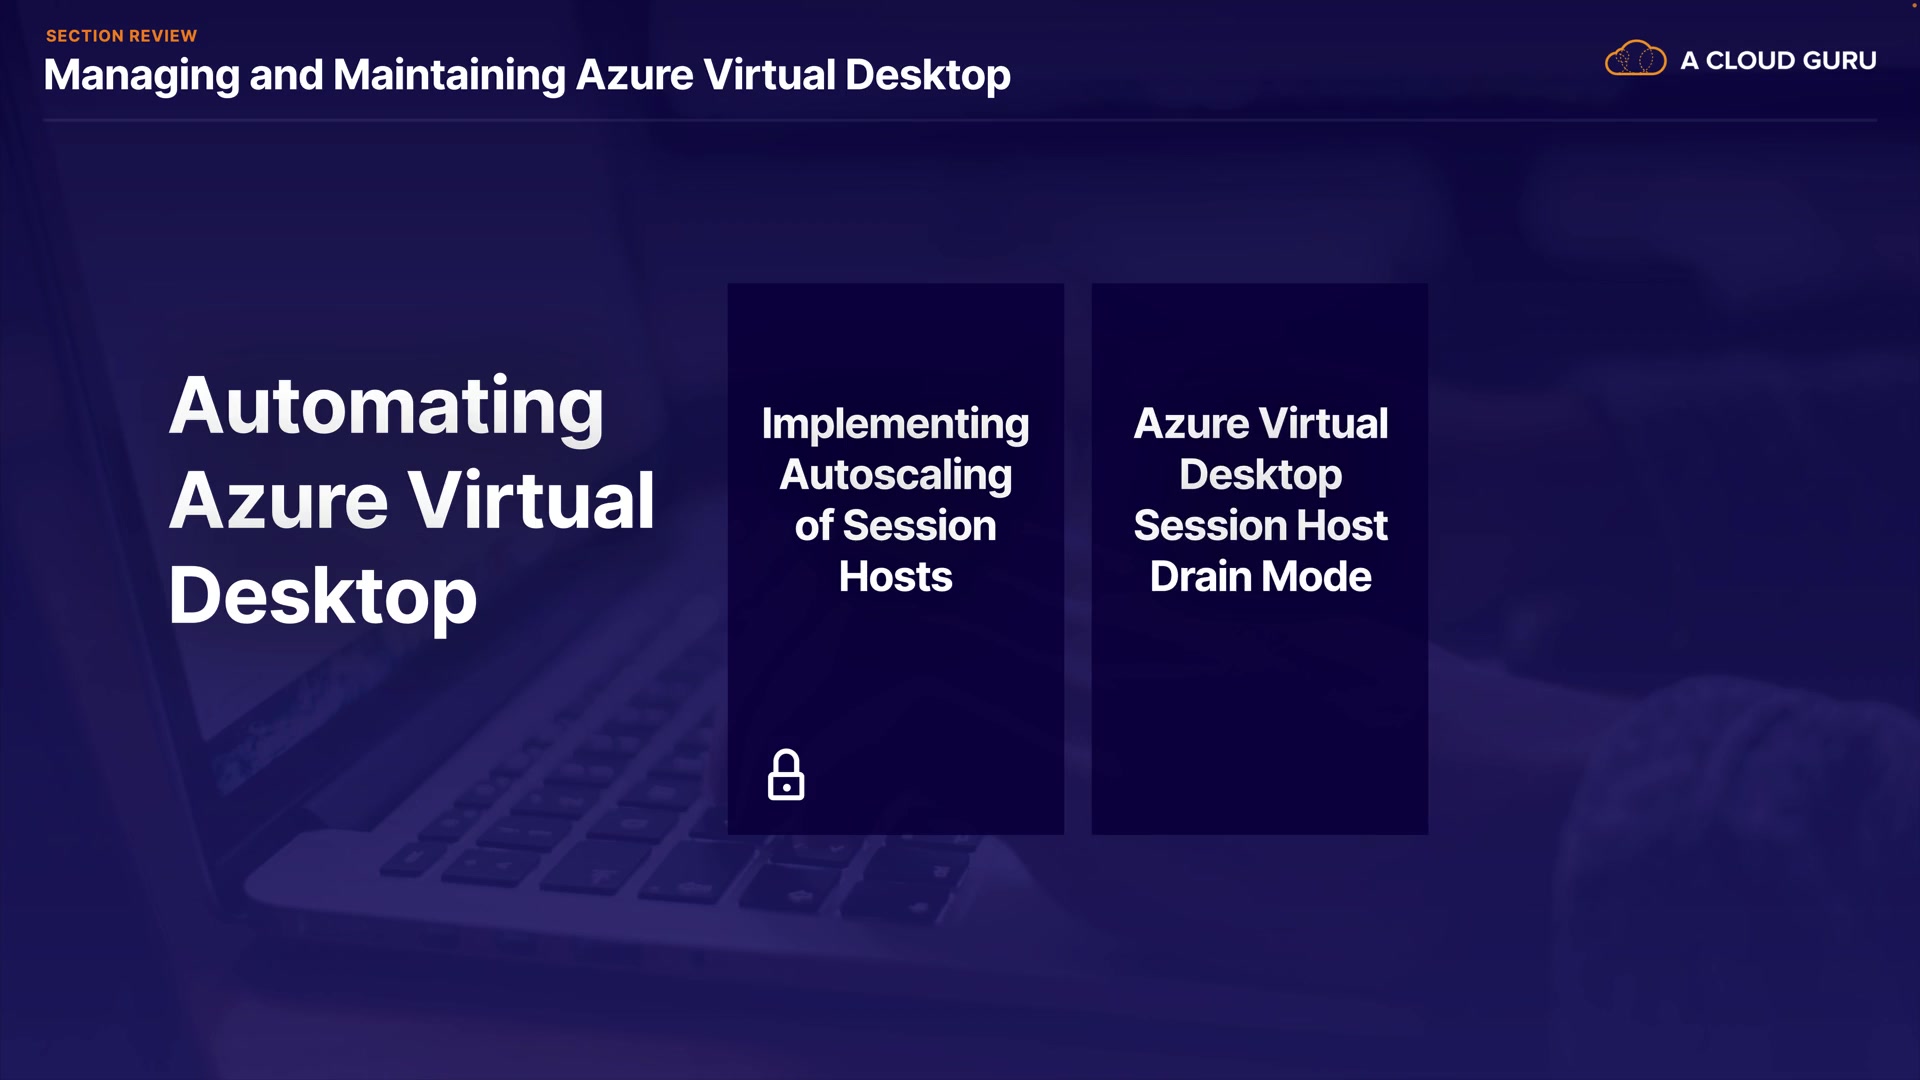 SECTION REVIEW
Managing and Maintaining Azure Virtual Desktop
A CLOUD GURU
Automating
Azure Virtual
Desktop
Implementing
Autoscaling
of Session
Hosts
Azure Virtual
Desktop
Session Host
Drain Mode